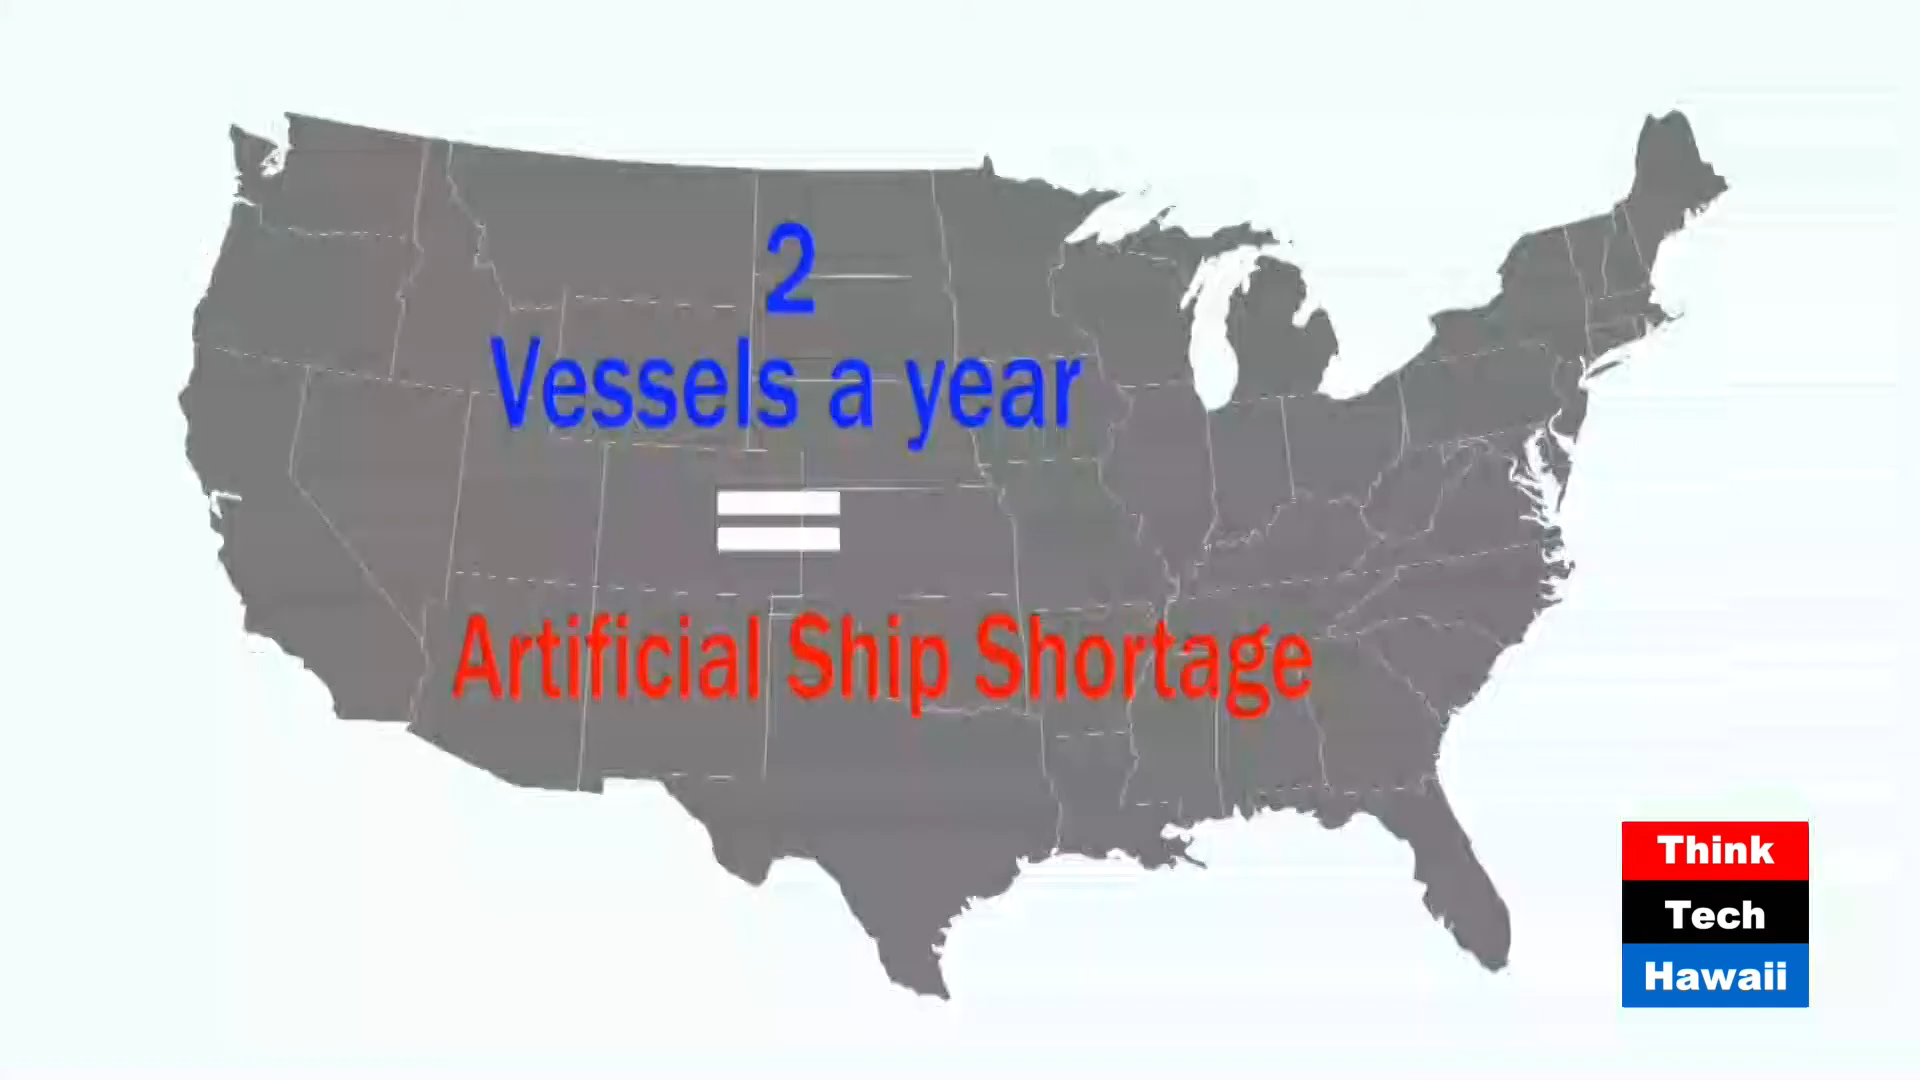 2
Vessels a year
=
Artificial Ship Shortage
Think
Tech
Hawaii